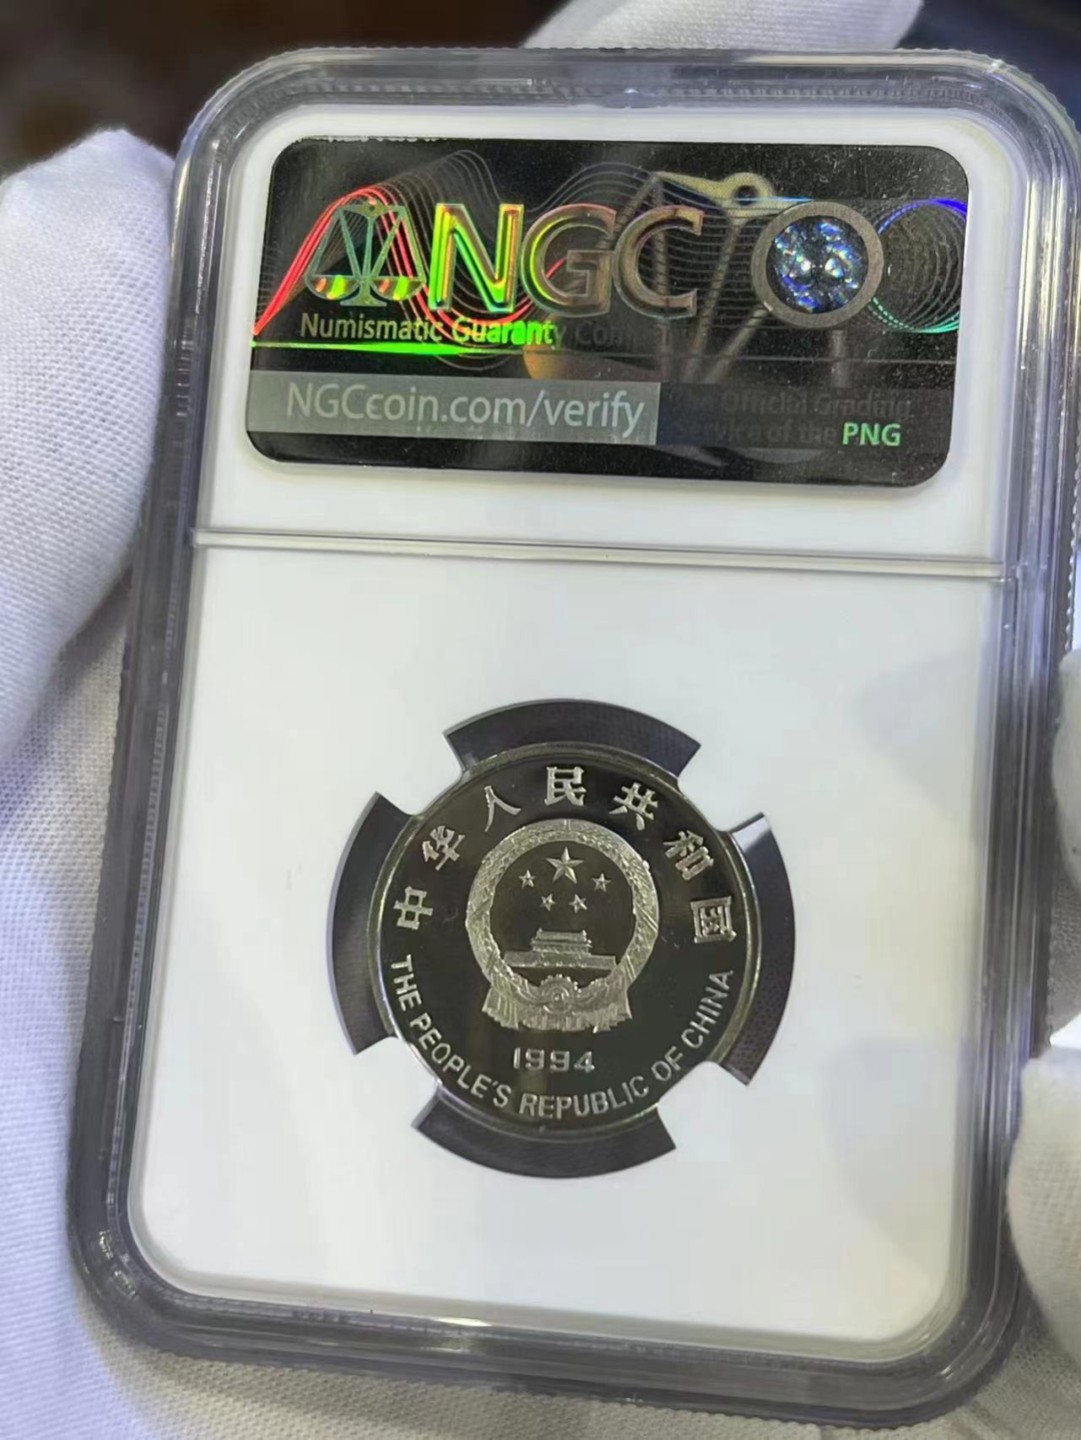 NGC
Numismatic Guaranty Com
NGCcoin.com/verify
The Official Grading
Service of the PNG
中华人民共和国
1994
THE PEOPLE'S REPUBLIC OF CHINA